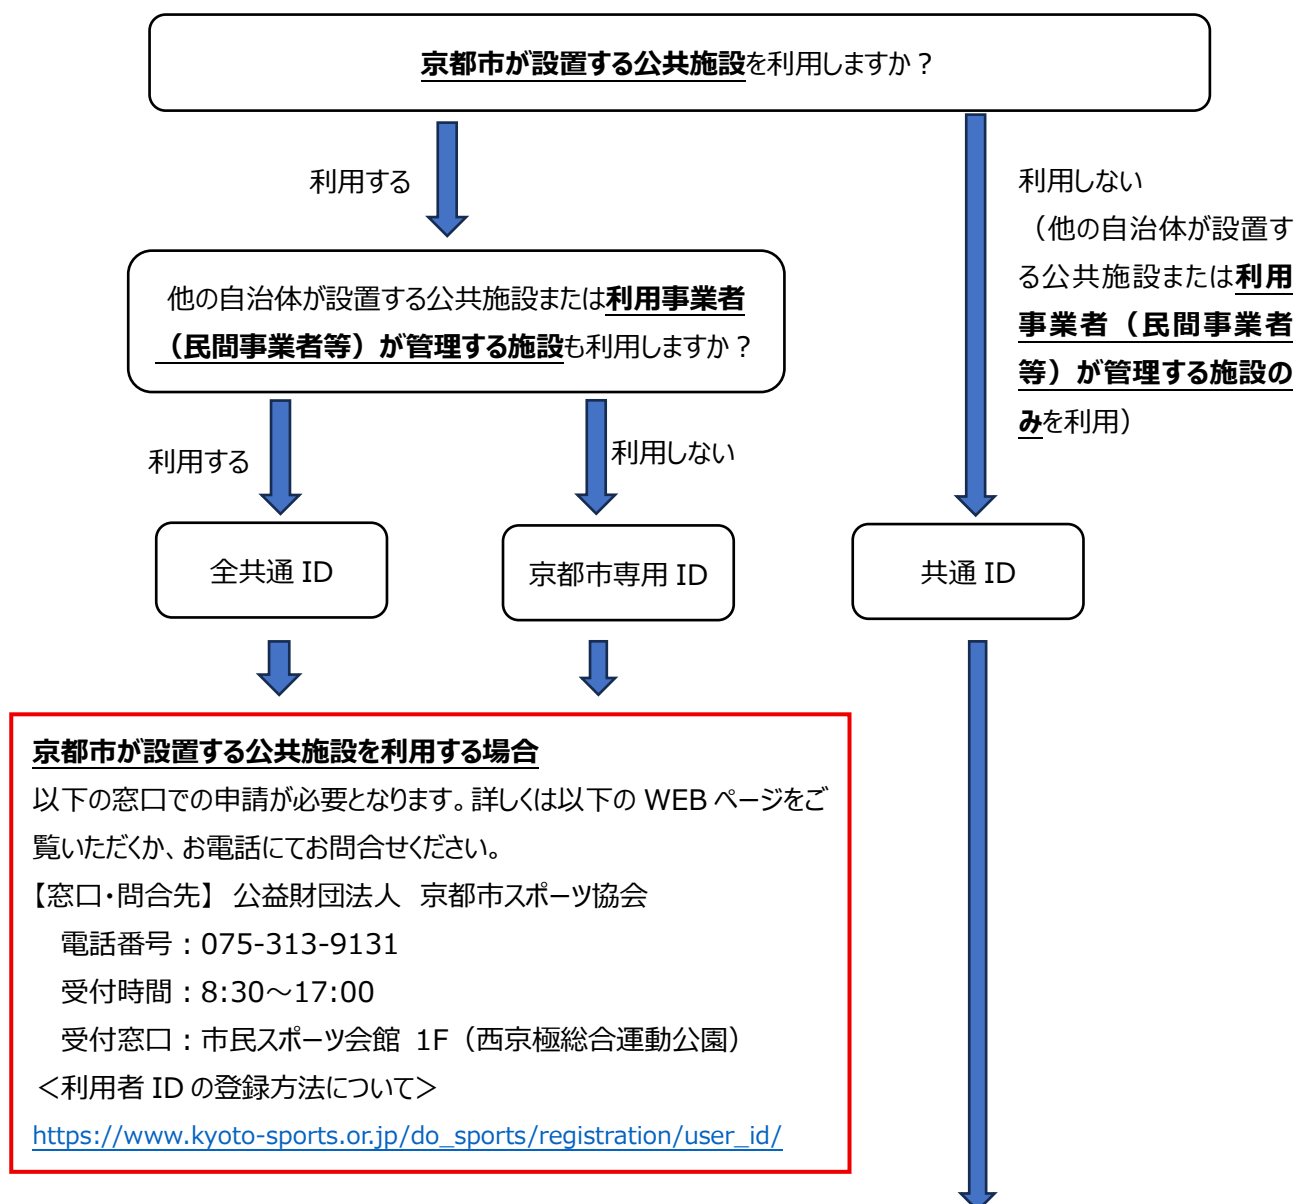 京都市が設置する公共施設を利用しますか？
利用する
利用しない
（他の自治体が設置す
る公共施設または利用
事業者（民間事業者
等）が管理する施設の
み​を利用）
他の自治体が設置する公共施設または利用事業者
（民間事業者等）が管理する施設も利用しますか？
利用する
利用しない
全共通 ID
京都市専用 ID
共通 ID
京都市が設置する公共施設を利用する場合
以下の窓口での申請が必要となります。詳しくは以下の WEB ページをご
覧いただくか、お電話にてお問合せください。
【窓口・問合先】 公益財団法人 京都市スポーツ協会
電話番号：075-313-9131
受付時間：8:30～17:00
受付窓口：市民スポーツ会館 1F（西京極総合運動公園）
＜利用者 ID の登録方法について＞
https://www.kyoto-sports.or.jp/do_sports/registration/user_id/